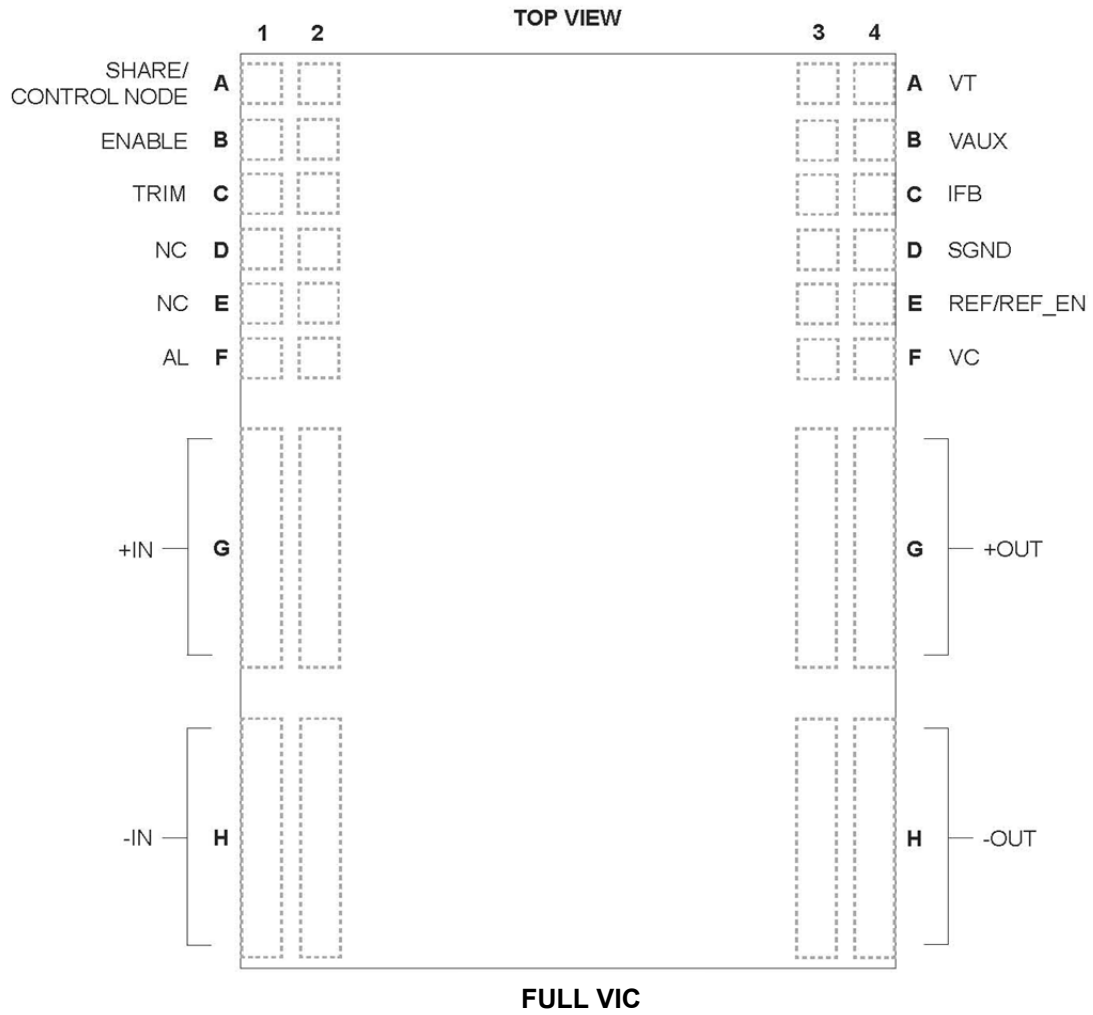 TOP VIEW
1 2 3 4
SHARE/
CONTROL NODE A A VT
ENABLE B B VAUX
TRIM C C IFB
NC D D SGND
NC E E REF/REF_EN
AL F F VC
+IN G G +OUT
-IN H H -OUT
FULL VIC